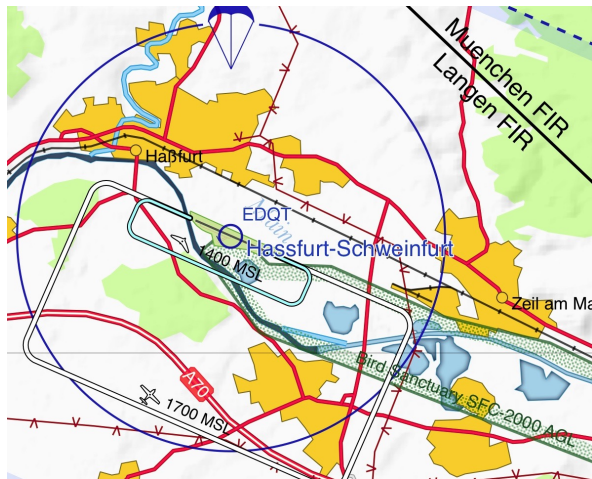 Muenchen FIR
Langen FIR
Haßfurt
EDQT
Main
Hassfurt-Schweinfurt
1400 MSL
Zeil am Ma
Bird Sanctuary SFC-2000 AGL
A70
1700 MSL